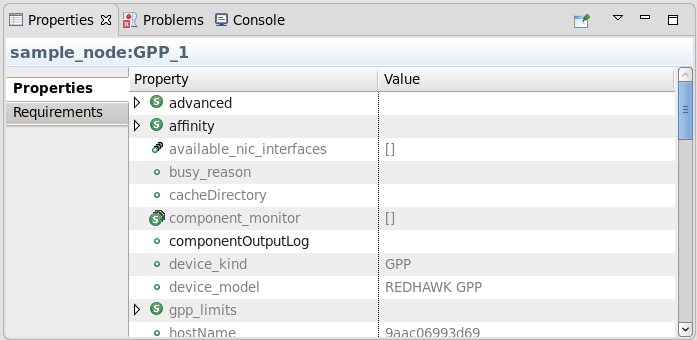 Properties Problems Console
sample_node:GPP_1
Properties
Requirements
Property Value
S advanced
S affinity
available_nic_interfaces []
busy_reason
cacheDirectory
S component_monitor []
componentOutputLog
device_kind GPP
device_model REDHAWK GPP
S gpp_limits
hostName 9aac06993d69